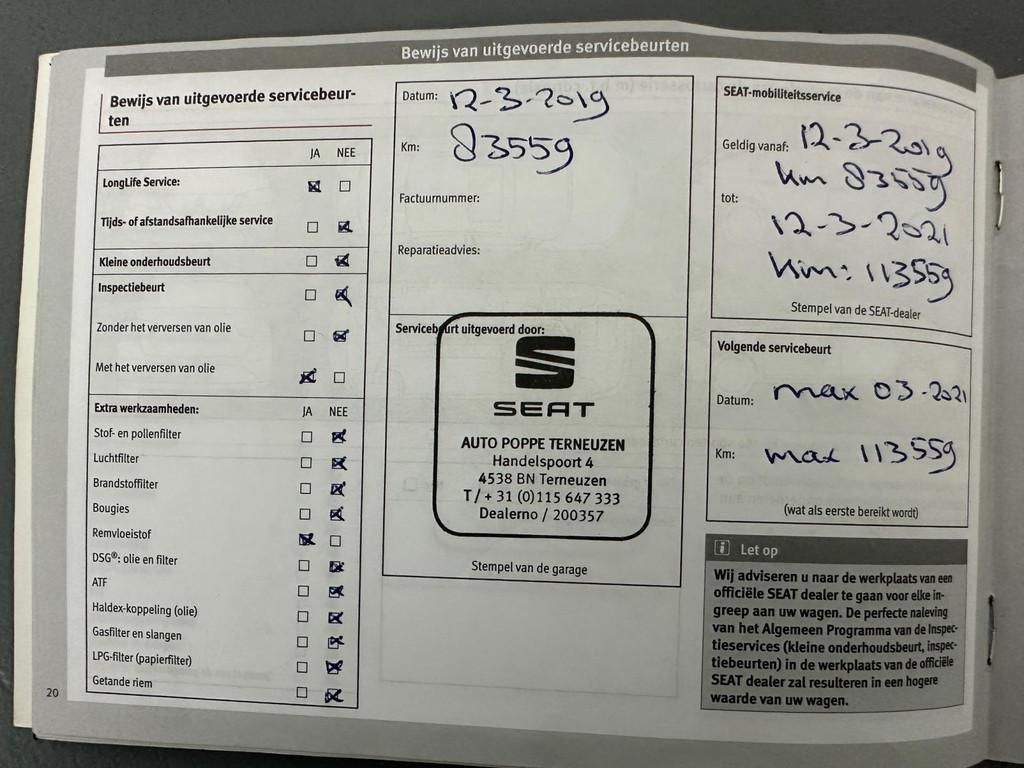 Bewijs van uitgevoerde servicebeurten
Bewijs van uitgevoerde servicebeur-
ten
JA NEE
LongLife Service:
Tijds- of afstandsafhankelijke service
Kleine onderhoudsbeurt
Inspectiebeurt
Zonder het verversen van olie
Met het verversen van olie
Extra werkzaamheden: JA NEE
Stof- en pollenfilter
Luchtfilter
Brandstoffilter
Bougies
Remvloeistof
DSG®: olie en filter
ATF
Haldex-koppeling (olie)
Gasfilter en slangen
LPG-filter (papierfilter)
Getande riem
20
Datum: 12-3-2019
Km: 83559
Factuurnummer:
Reparatieadvies:
Servicebeurt uitgevoerd door:
SEAT
AUTO POPPE TERNEUZEN
Handelspoort 4
4538 BN Terneuzen
T / + 31 (0)115 647 333
Dealerno / 200357
Stempel van de garage
SEAT-mobiliteitsservice
Geldig vanaf: 12-3-2019
km 83559
tot:
12-3-2021
km: 113559
Stempel van de SEAT-dealer
Volgende servicebeurt
Datum: max 03-2021
Km: max 113559
(wat als eerste bereikt wordt)
i Let op
Wij adviseren u naar de werkplaats van een
officiële SEAT dealer te gaan voor elke in-
greep aan uw wagen. De perfecte naleving
van het Algemeen Programma van de Inspec-
tieservices (kleine onderhoudsbeurt, inspec-
tiebeurten) in de werkplaats van de officiële
SEAT dealer zal resulteren in een hogere
waarde van uw wagen.